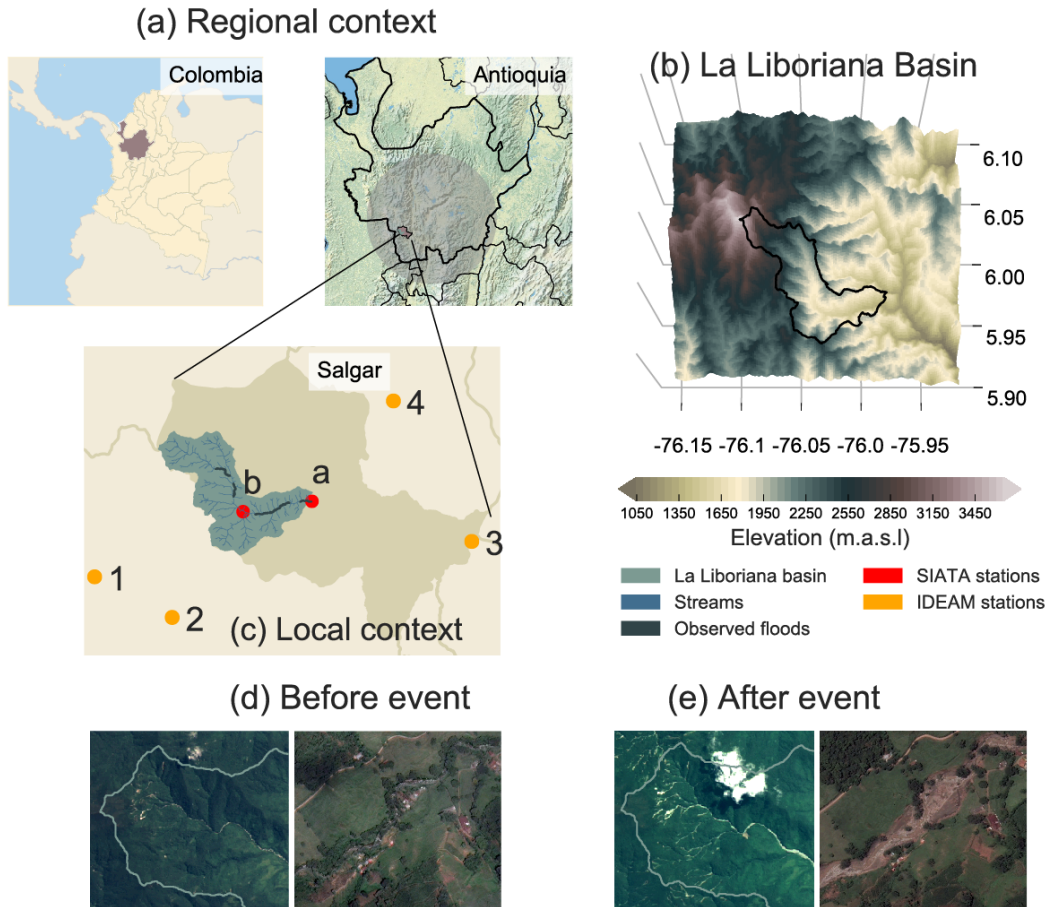 (a) Regional context
Colombia
Antioquia
(b) La Liboriana Basin
6.10
6.05
6.00
5.95
5.90
-76.15 -76.1 -76.05 -76.0 -75.95
1050 1350 1650 1950 2250 2550 2850 3150 3450
Elevation (m.a.s.l)
Salgar
4
b
a
3
1
2
(c) Local context
La Liboriana basin
Streams
Observed floods
SIATA stations
IDEAM stations
(d) Before event
(e) After event